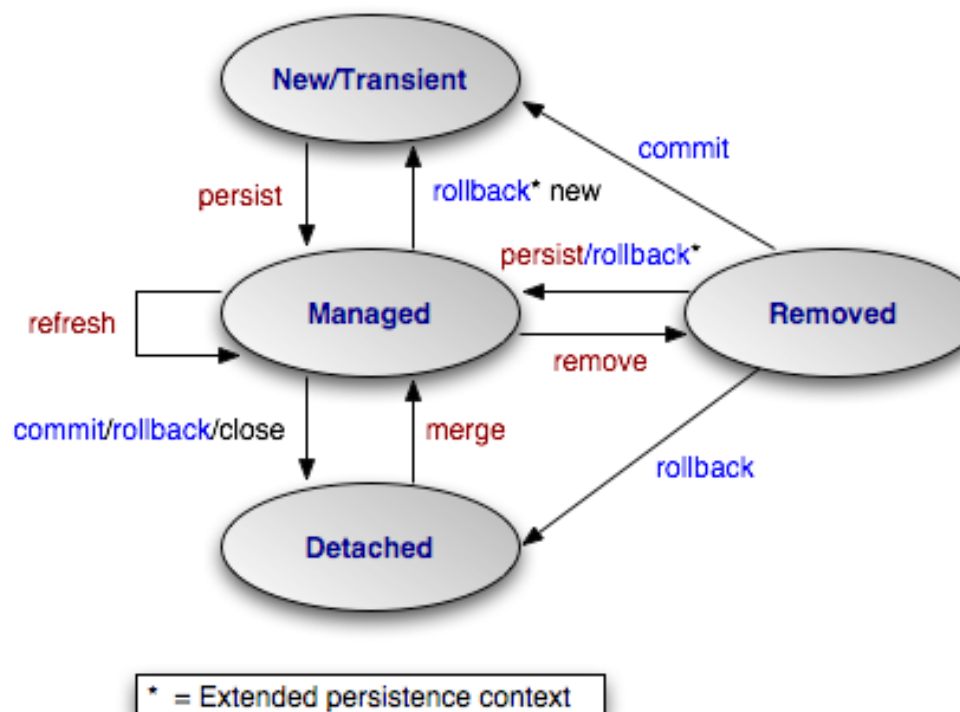 New/Transient
commit
persist
rollback* new
persist/rollback*
Managed
Removed
refresh
remove
commit/rollback/close
merge
rollback
Detached
* = Extended persistence context